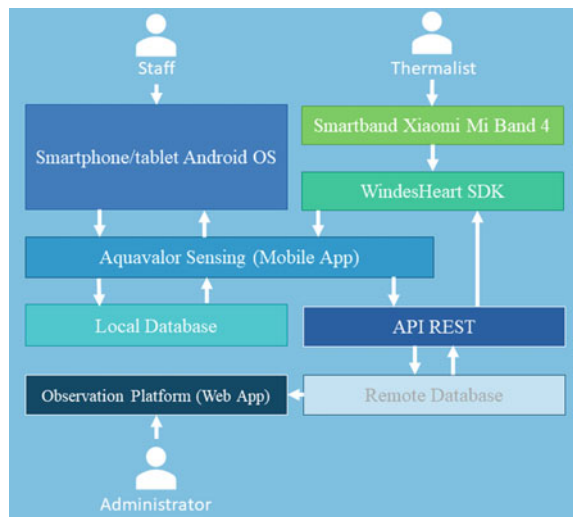 Staff
Thermalist
Smartphone/tablet Android OS
Smartband Xiaomi Mi Band 4
WindesHeart SDK
Aquavalor Sensing (Mobile App)
Local Database
API REST
Observation Platform (Web App)
Remote Database
Administrator